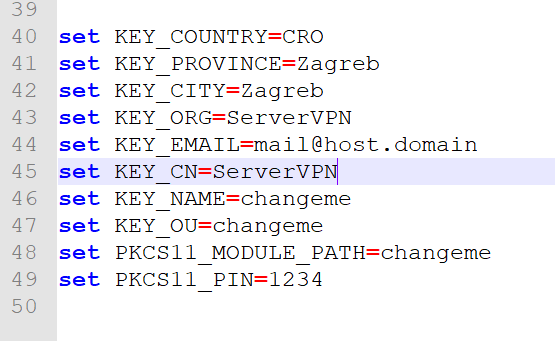 39
40 set KEY_COUNTRY=CRO
41 set KEY_PROVINCE=Zagreb
42 set KEY_CITY=Zagreb
43 set KEY_ORG=ServerVPN
44 set KEY_EMAIL=mail@host.domain
45 set KEY_CN=ServerVPN
46 set KEY_NAME=changeme
47 set KEY_OU=changeme
48 set PKCS11_MODULE_PATH=changeme
49 set PKCS11_PIN=1234
50